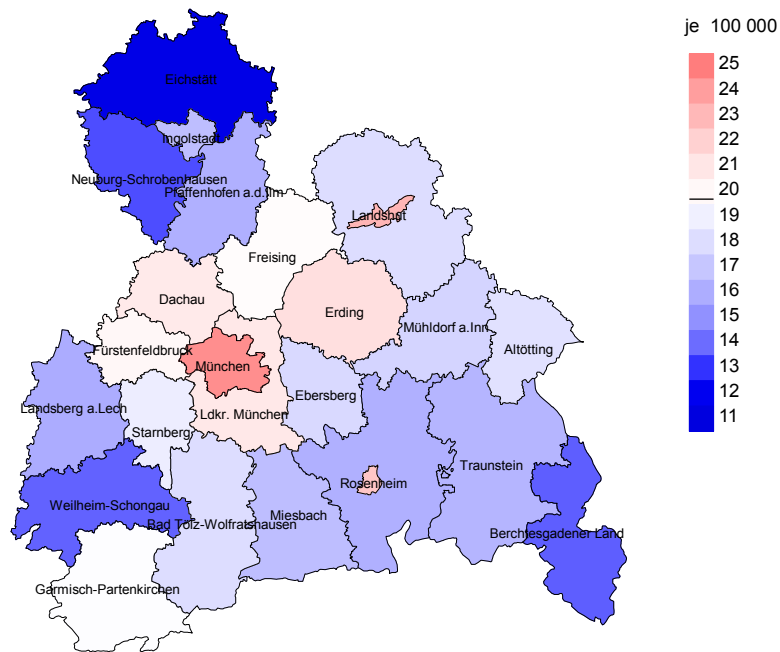 je 100 000
25
24
23
22
21
20
19
18
17
16
15
14
13
12
11
Eichstätt
Ingolstadt
Neuburg-Schrobenhausen
Pfaffenhofen a.d.Ilm
Landshut
Freising
Dachau
Erding
Mühldorf a.Inn
Altötting
Fürstenfeldbruck
München
Ebersberg
Landsberg a.Lech
Ldkr. München
Starnberg
Traunstein
Rosenheim
Weilheim-Schongau
Miesbach
Bad Tölz-Wolfratshausen
Berchtesgadener Land
Garmisch-Partenkirchen